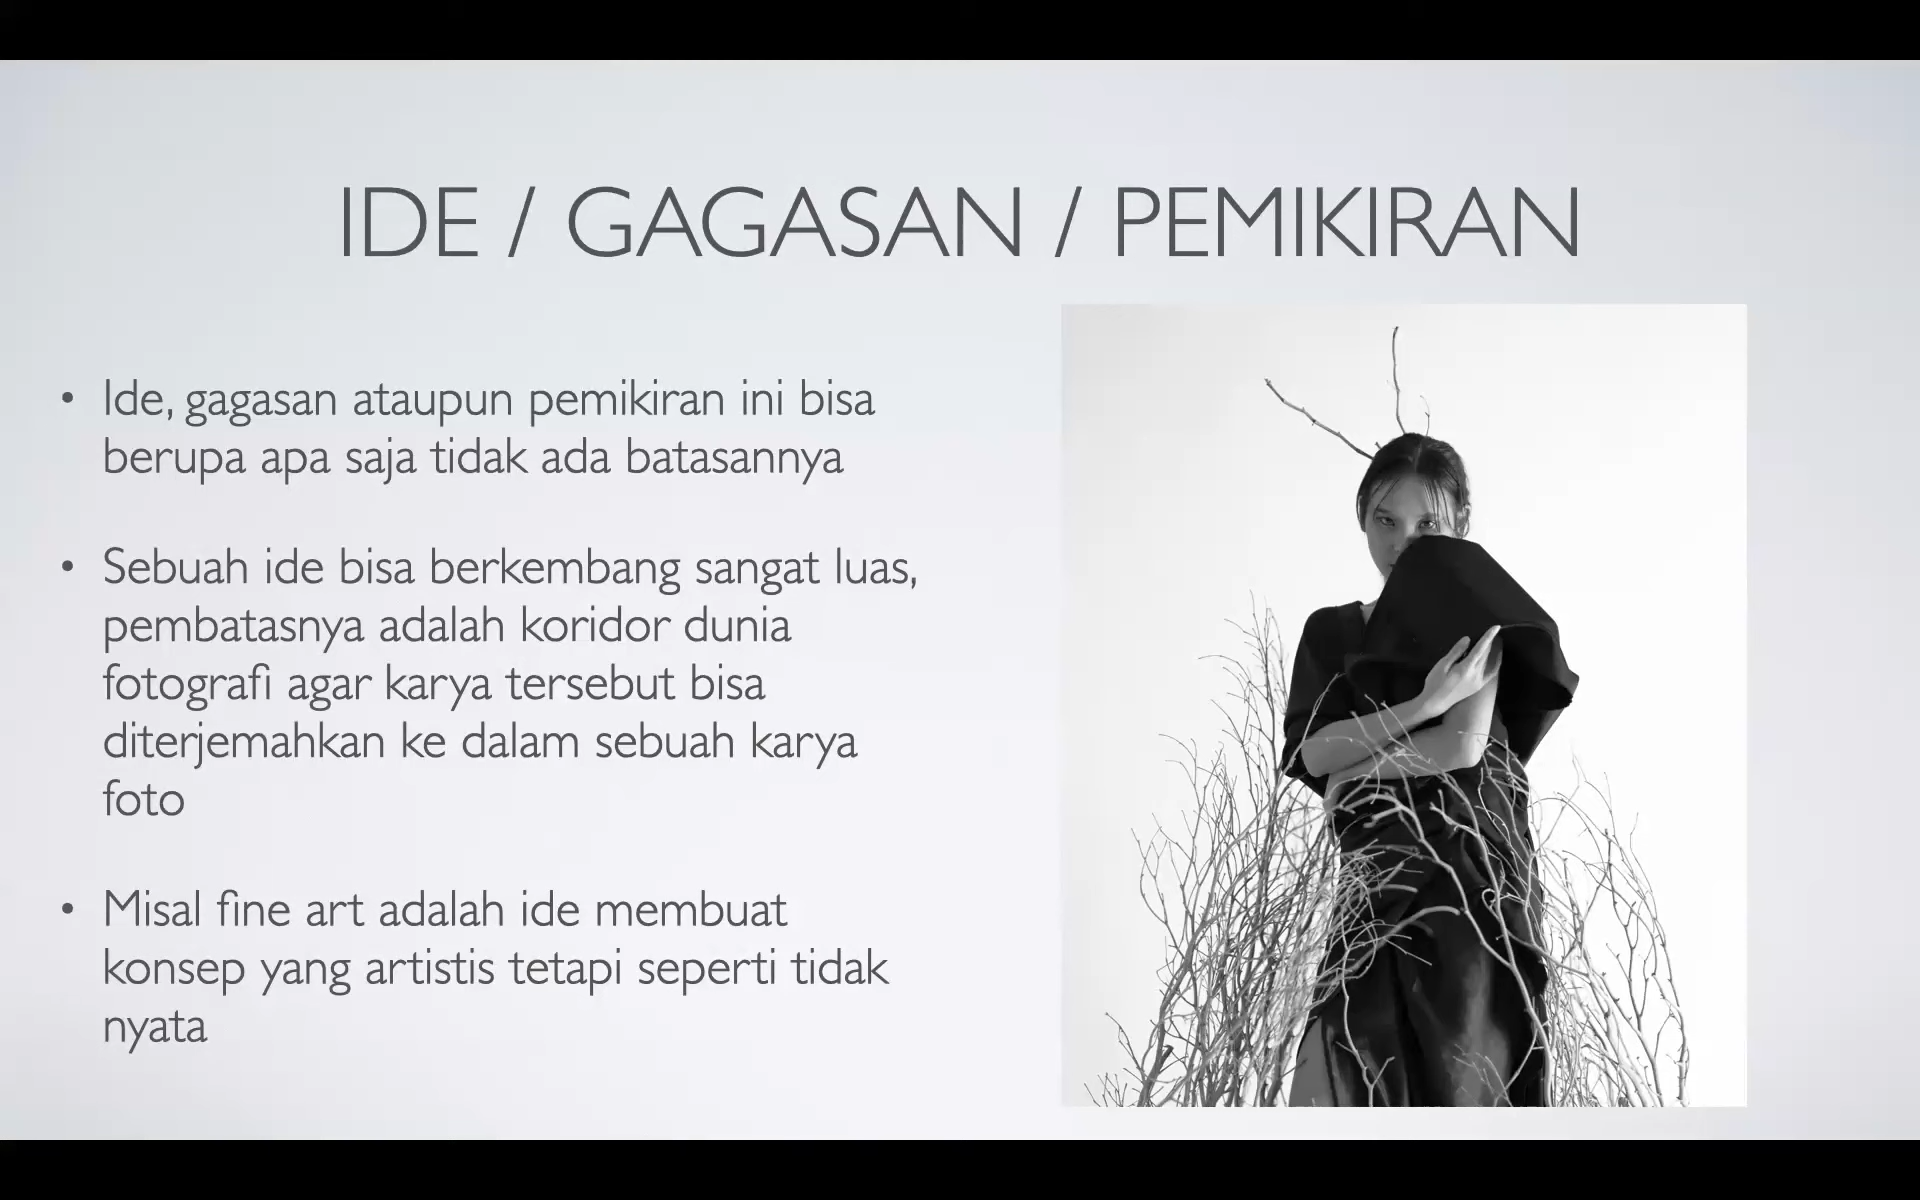 IDE / GAGASAN / PEMIKIRAN
• Ide, gagasan ataupun pemikiran ini bisa
berupa apa saja tidak ada batasannya
• Sebuah ide bisa berkembang sangat luas,
pembatasnya adalah koridor dunia
fotografi agar karya tersebut bisa
diterjemahkan ke dalam sebuah karya
foto
• Misal fine art adalah ide membuat
konsep yang artistis tetapi seperti tidak
nyata